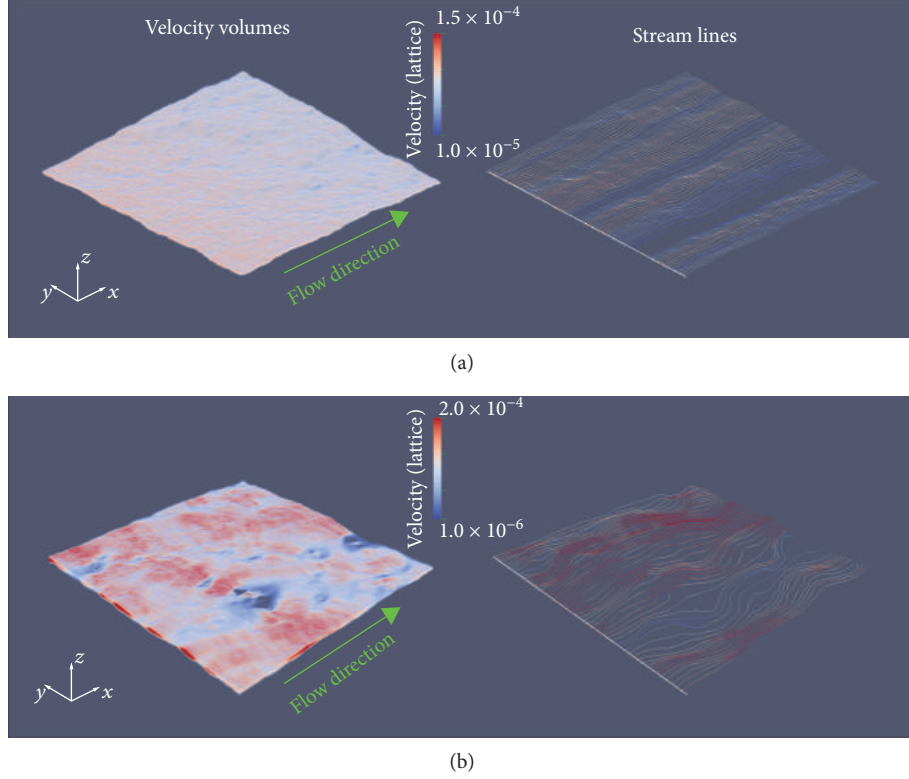 Velocity volumes
Velocity (lattice)
1.5 × 10⁻⁴
1.0 × 10⁻⁵
Stream lines
Flow direction
z
y
x
(a)
Velocity (lattice)
2.0 × 10⁻⁴
1.0 × 10⁻⁶
Flow direction
z
y
x
(b)